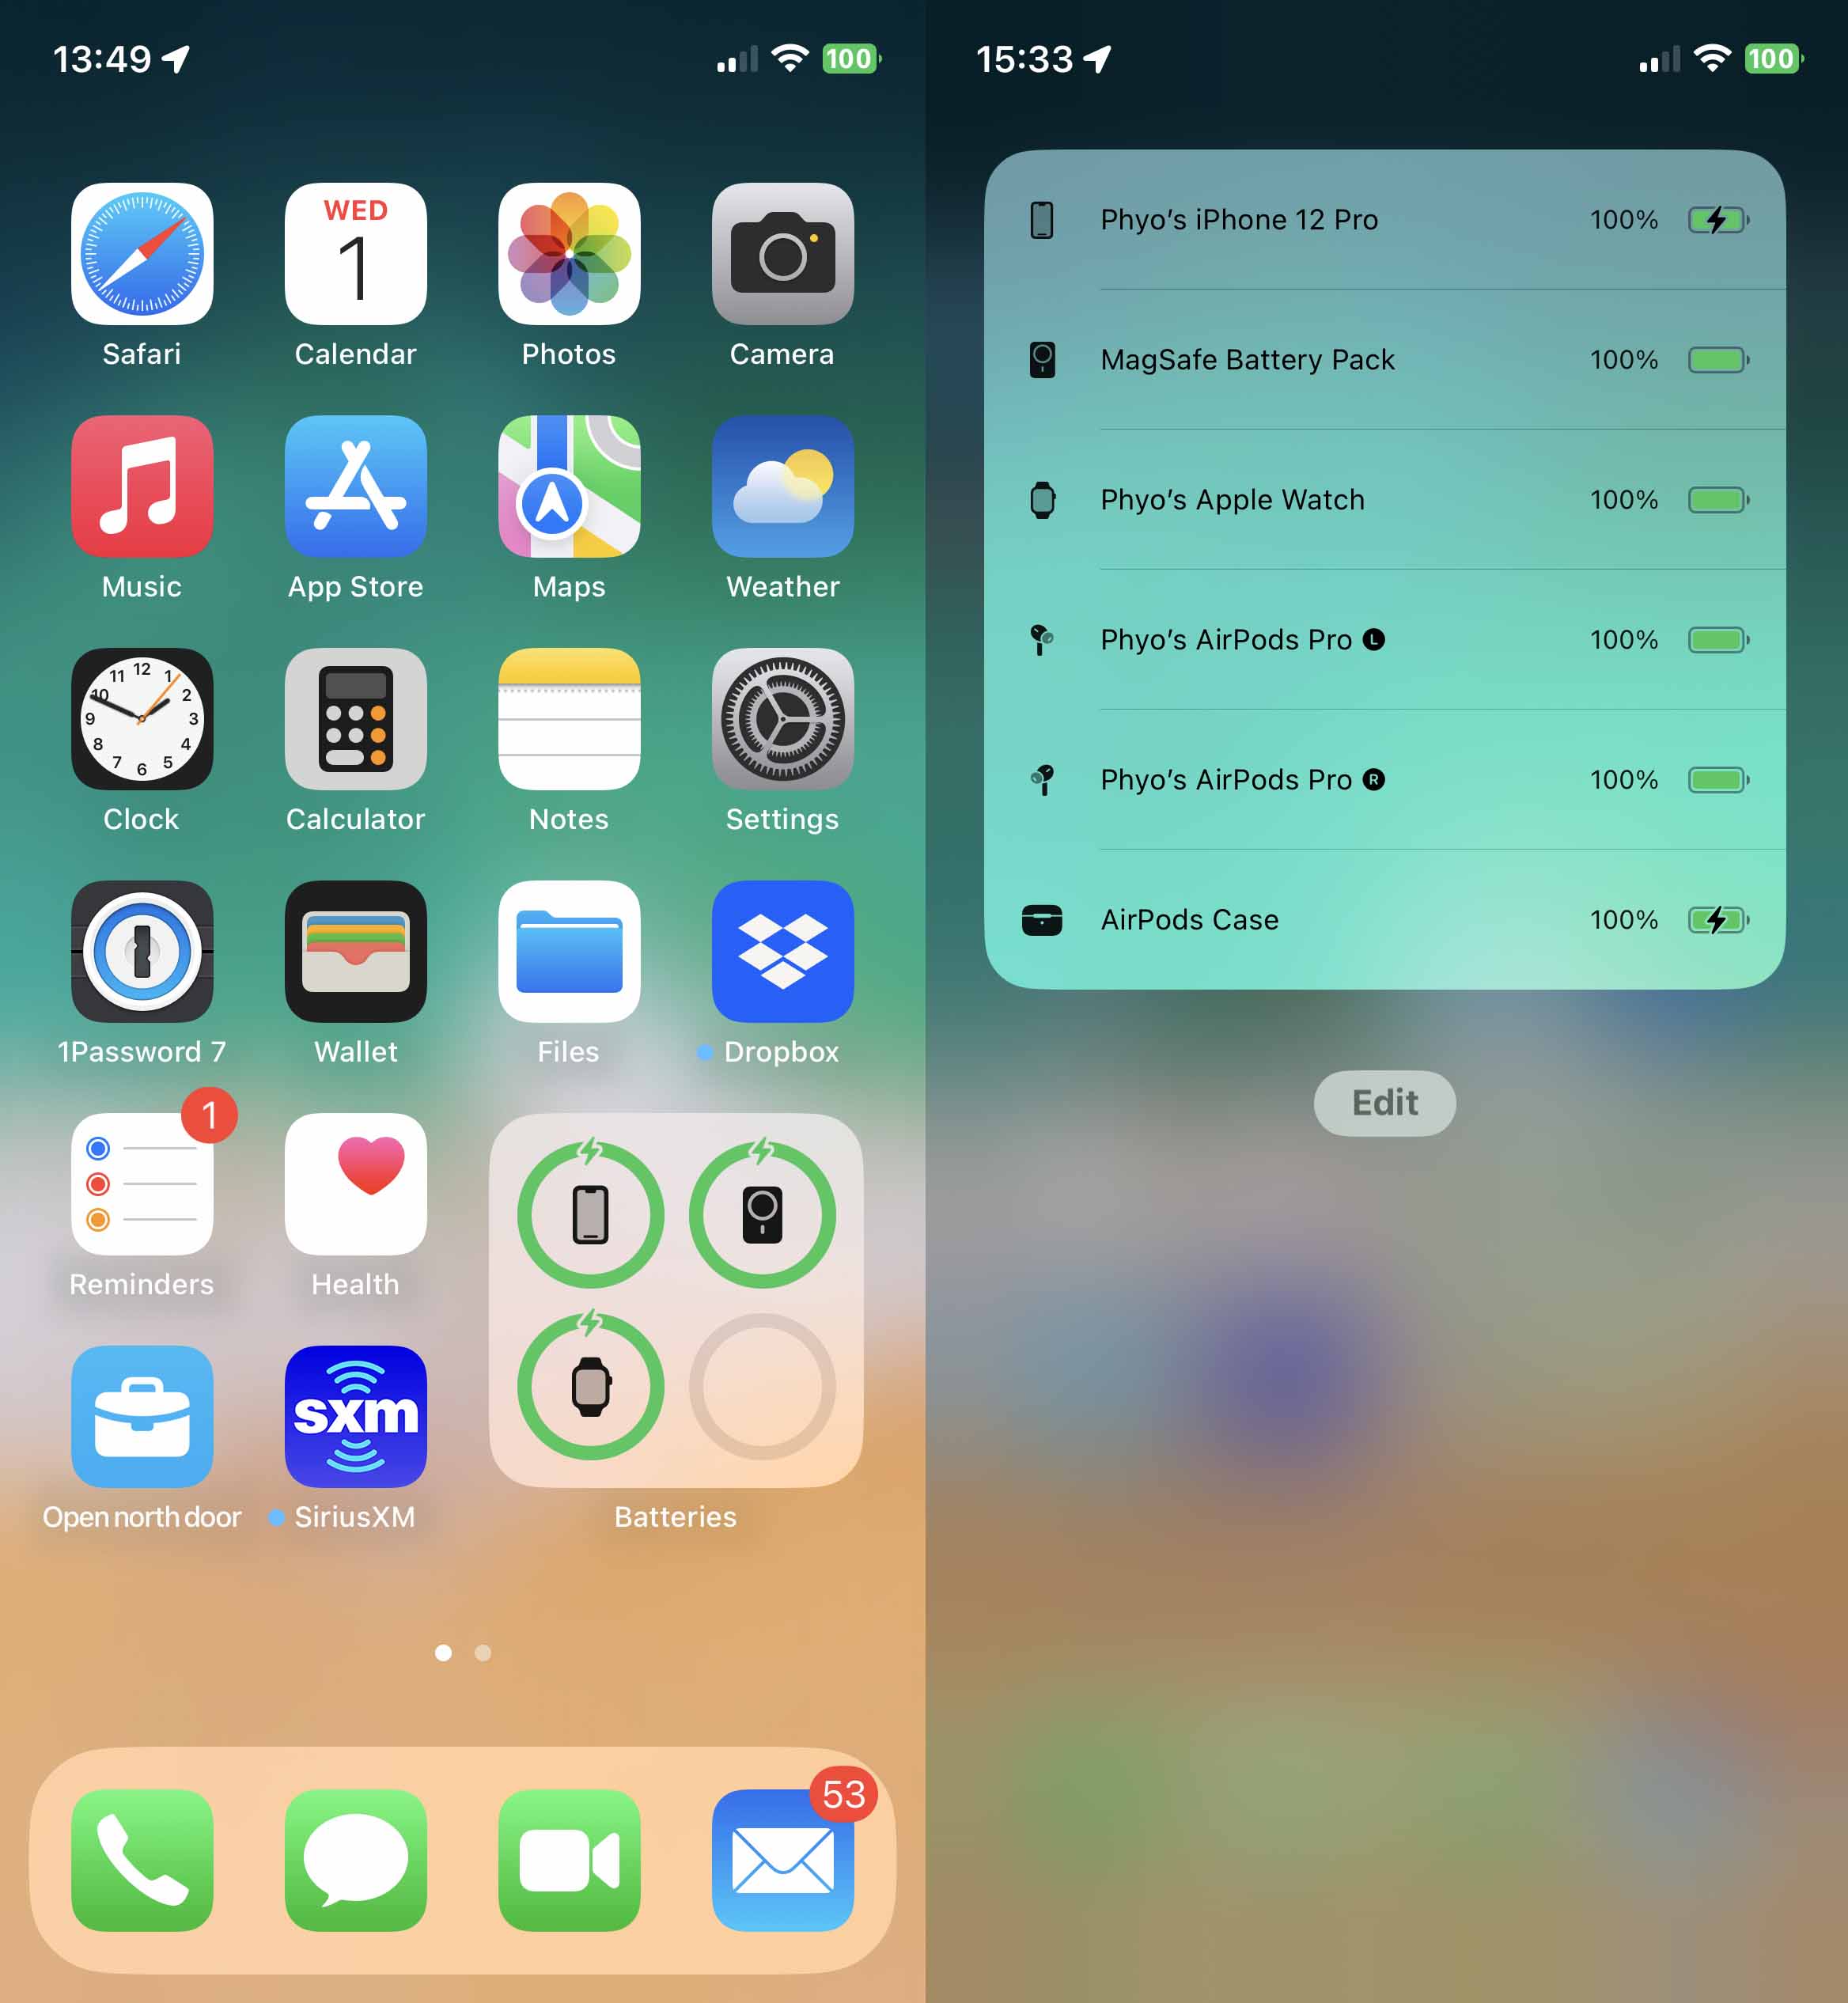 13:49
100
WED
1
Safari
Calendar
Photos
Camera
Music
App Store
Maps
Weather
12
1
2
3
4
5
6
7
8
9
10
11
Clock
Calculator
Notes
Settings
1Password 7
Wallet
Files
Dropbox
1
Reminders
Health
sxm
Open north door
SiriusXM
Batteries
53
15:33
100
Phyo’s iPhone 12 Pro 100%
MagSafe Battery Pack 100%
Phyo’s Apple Watch 100%
Phyo’s AirPods Pro L 100%
Phyo’s AirPods Pro R 100%
AirPods Case 100%
Edit